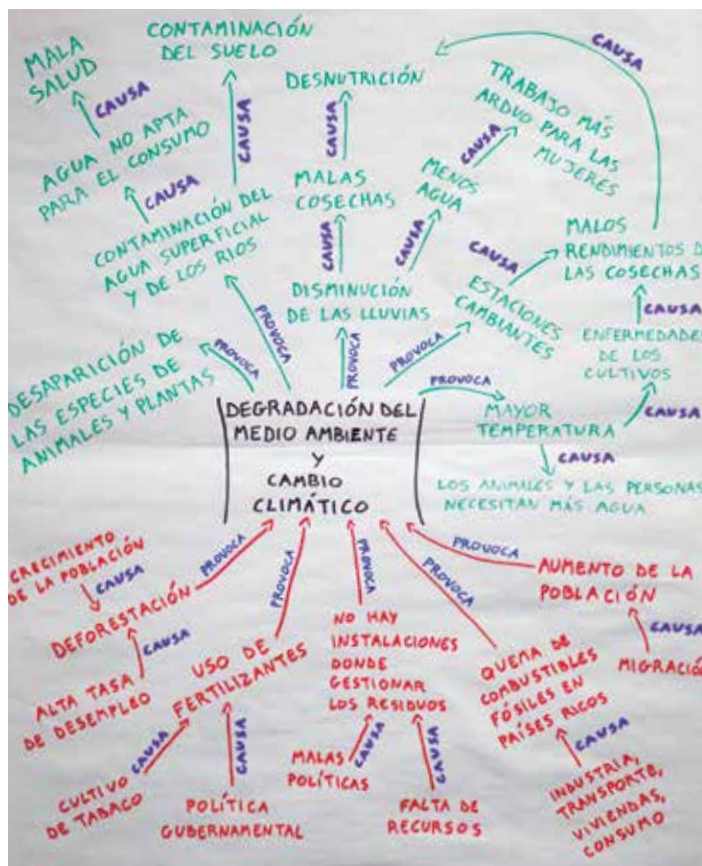 MALA
SALUD
CAUSA
AGUA NO APTA
PARA EL CONSUMO
CAUSA
CONTAMINACIÓN
DEL SUELO
CAUSA
CONTAMINACIÓN DEL
AGUA SUPERFICIAL
Y DE LOS RIOS
PROVOCA
DESAPARICIÓN DE
LAS ESPECIES DE
ANIMALES Y PLANTAS
PROVOCA
DESNUTRICIÓN
CAUSA
MALAS
COSECHAS
CAUSA
DISMINUCIÓN
DE LAS LLUVIAS
PROVOCA
CAUSA
MENOS
AGUA
CAUSA
TRABAJO MÁS
ARDUO PARA LAS
MUJERES
CAUSA
MALOS
RENDIMIENTOS
LAS COSECHAS
CAUSA
ESTACIONES
CAMBIANTES
PROVOCA
CAUSA
ENFERMEDADES
DE LOS
CULTIVOS
CAUSA
MAYOR
TEMPERATURA
PROVOCA
CAUSA
LOS ANIMALES Y LAS PERSONAS
NECESITAN MÁS AGUA
DEGRADACIÓN DEL
MEDIO AMBIENTE
Y
CAMBIO
CLIMÁTICO
CRECIMIENTO
DE LA POBLACIÓN
CAUSA
DEFORESTACIÓN
PROVOCA
CAUSA
ALTA TASA
DE DESEMPLEO
USO DE
FERTILIZANTES
PROVOCA
CAUSA
CULTIVO
DE TABACO
CAUSA
POLÍTICA
GUBERNAMENTAL
PROVOCA
NO HAY
INSTALACIONES
DONDE
GESTIONAR
LOS RESIDUOS
CAUSA
MALAS
POLÍTICAS
CAUSA
FALTA DE
RECURSOS
PROVOCA
QUEMA DE
COMBUSTIBLES
FÓSILES EN
PAÍSES RICOS
CAUSA
INDUSTRIA,
TRANSPORTE,
VIVIENDAS,
CONSUMO
PROVOCA
AUMENTO DE LA
POBLACIÓN
CAUSA
MIGRACIÓN